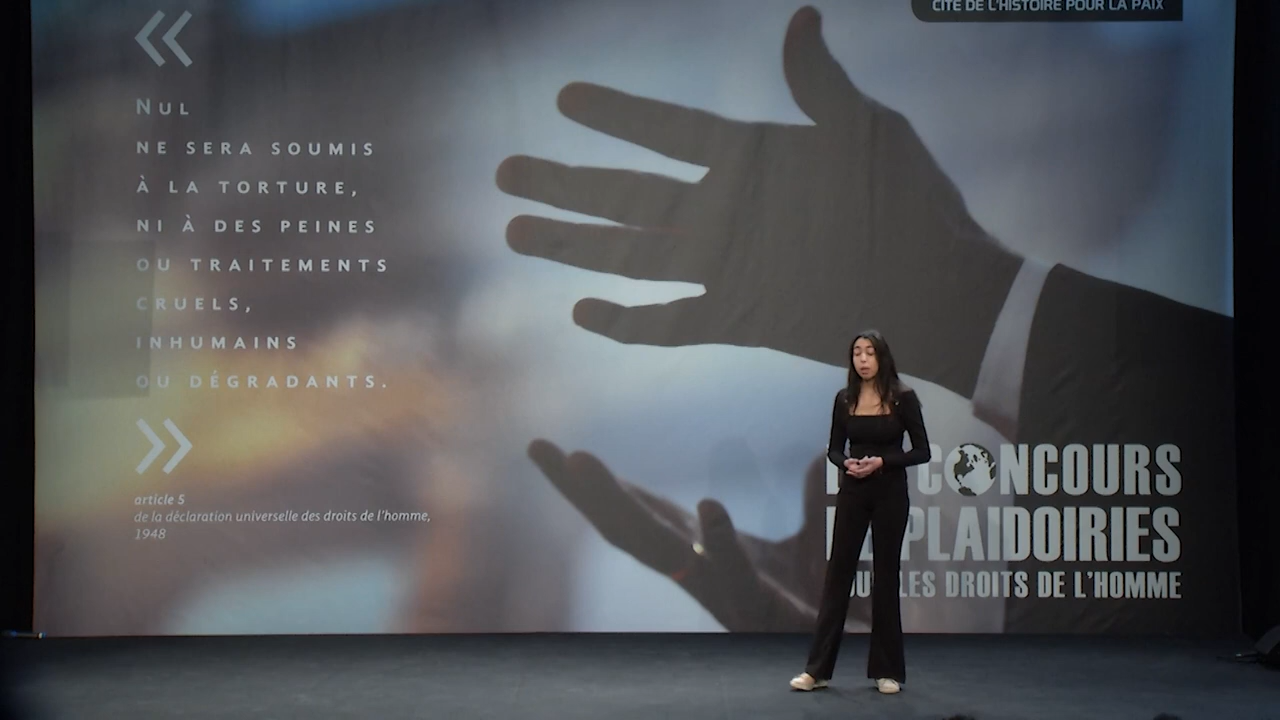 CITÉ DE L'HISTOIRE POUR LA PAIX
«
NUL
NE SERA SOUMIS
À LA TORTURE,
NI À DES PEINES
OU TRAITEMENTS
CRUELS,
INHUMAINS
OU DÉGRADANTS.
»
article 5
de la déclaration universelle des droits de l'homme,
1948
CONCOURS
PLAIDOIRIES
LES DROITS DE L'HOMME